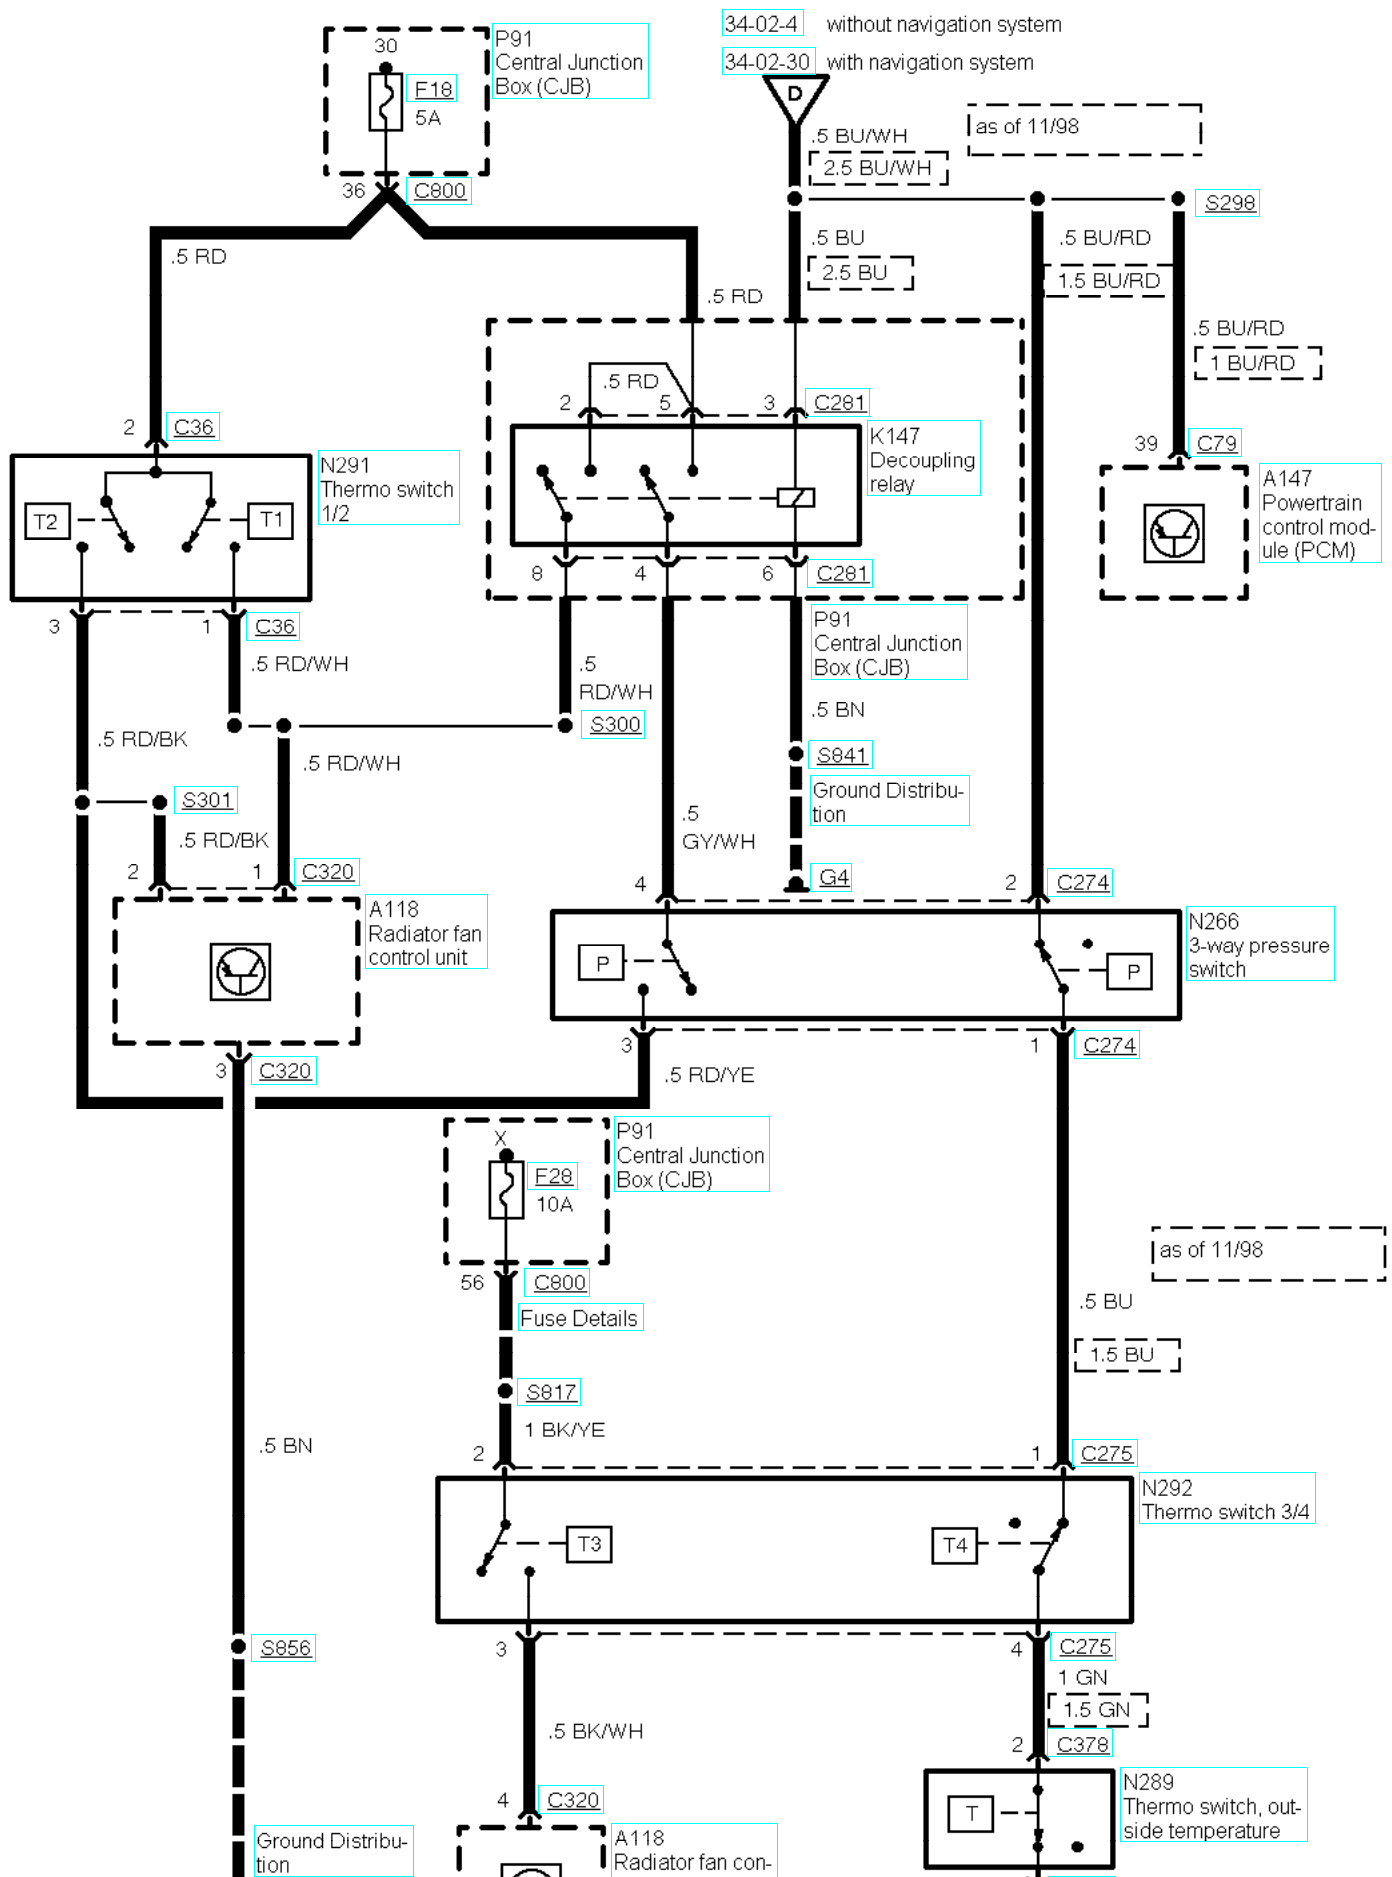 34-02-4 without navigation system
34-02-30 with navigation system
D
30
F18
5A
P91
Central Junction
Box (CJB)
36
C800
.5 BU/WH
2.5 BU/WH
as of 11/98
S298
.5 RD
.5 RD
.5 BU
2.5 BU
.5 BU/RD
1.5 BU/RD
.5 BU/RD
1 BU/RD
.5 RD
2
5
3
C281
K147
Decoupling
relay
2
C36
N291
Thermo switch
1/2
T2
T1
39
C79
A147
Powertrain
control mod-
ule (PCM)
8
4
6
C281
P91
Central Junction
Box (CJB)
3
1
C36
.5 RD/WH
.5
RD/WH
.5 BN
S300
S841
Ground Distribu-
tion
G4
.5 RD/BK
.5 RD/WH
S301
.5 RD/BK
.5
GY/WH
2
1
C320
4
2
C274
A118
Radiator fan
control unit
N266
3-way pressure
switch
P
P
3
C320
3
1
C274
.5 RD/YE
X
F28
10A
P91
Central Junction
Box (CJB)
56
C800
Fuse Details
as of 11/98
.5 BU
1.5 BU
S817
1 BK/YE
.5 BN
2
1
C275
N292
Thermo switch 3/4
T3
T4
S856
3
4
C275
1 GN
1.5 GN
.5 BK/WH
2
C378
4
C320
N289
Thermo switch, out-
side temperature
T
Ground Distribu-
tion
A118
Radiator fan con-